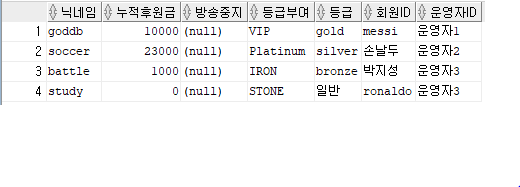 닉네임 누적후원금 방송중지 등급부여 등급 회원ID 운영자ID
1 goddb 10000 (null) VIP gold messi 운영자1
2 soccer 23000 (null) Platinum silver 손날두 운영자2
3 battle 1000 (null) IRON bronze 박지성 운영자3
4 study 0 (null) STONE 일반 ronaldo 운영자3